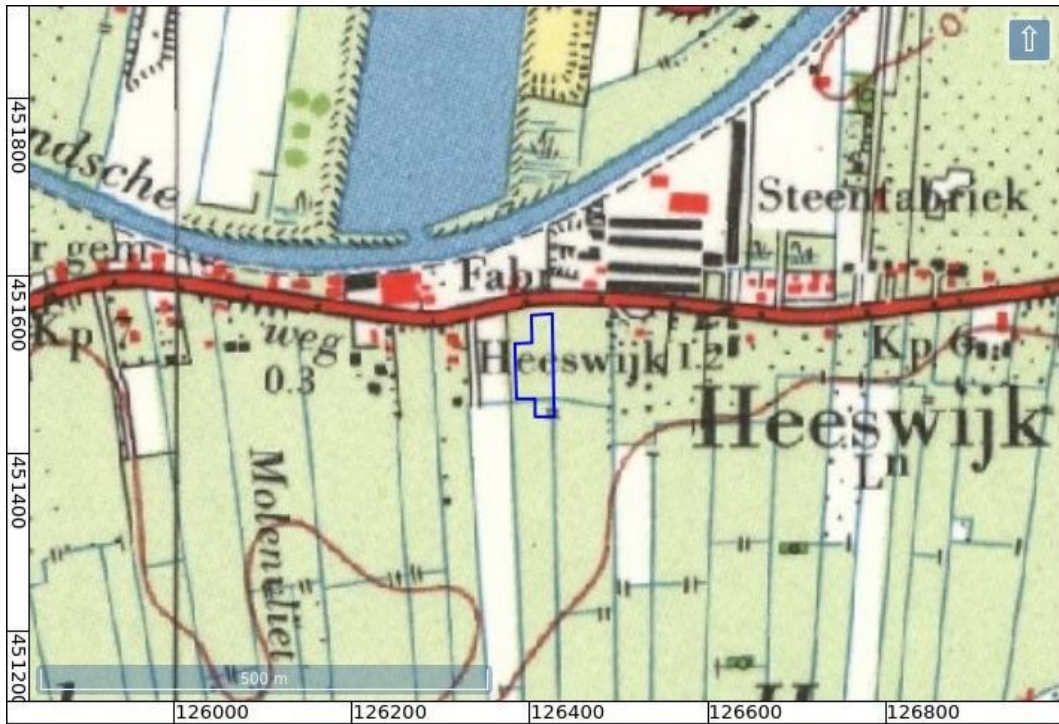 451800
451600
451400
451200
ndsche
Steenfabriek
r gem
Fabr
Kp 7
weg
0.3
Heeswijk 1.2
Kp 6
Heeswijk
Ln
Molenvliet
500 m
126000
126200
126400
126600
126800